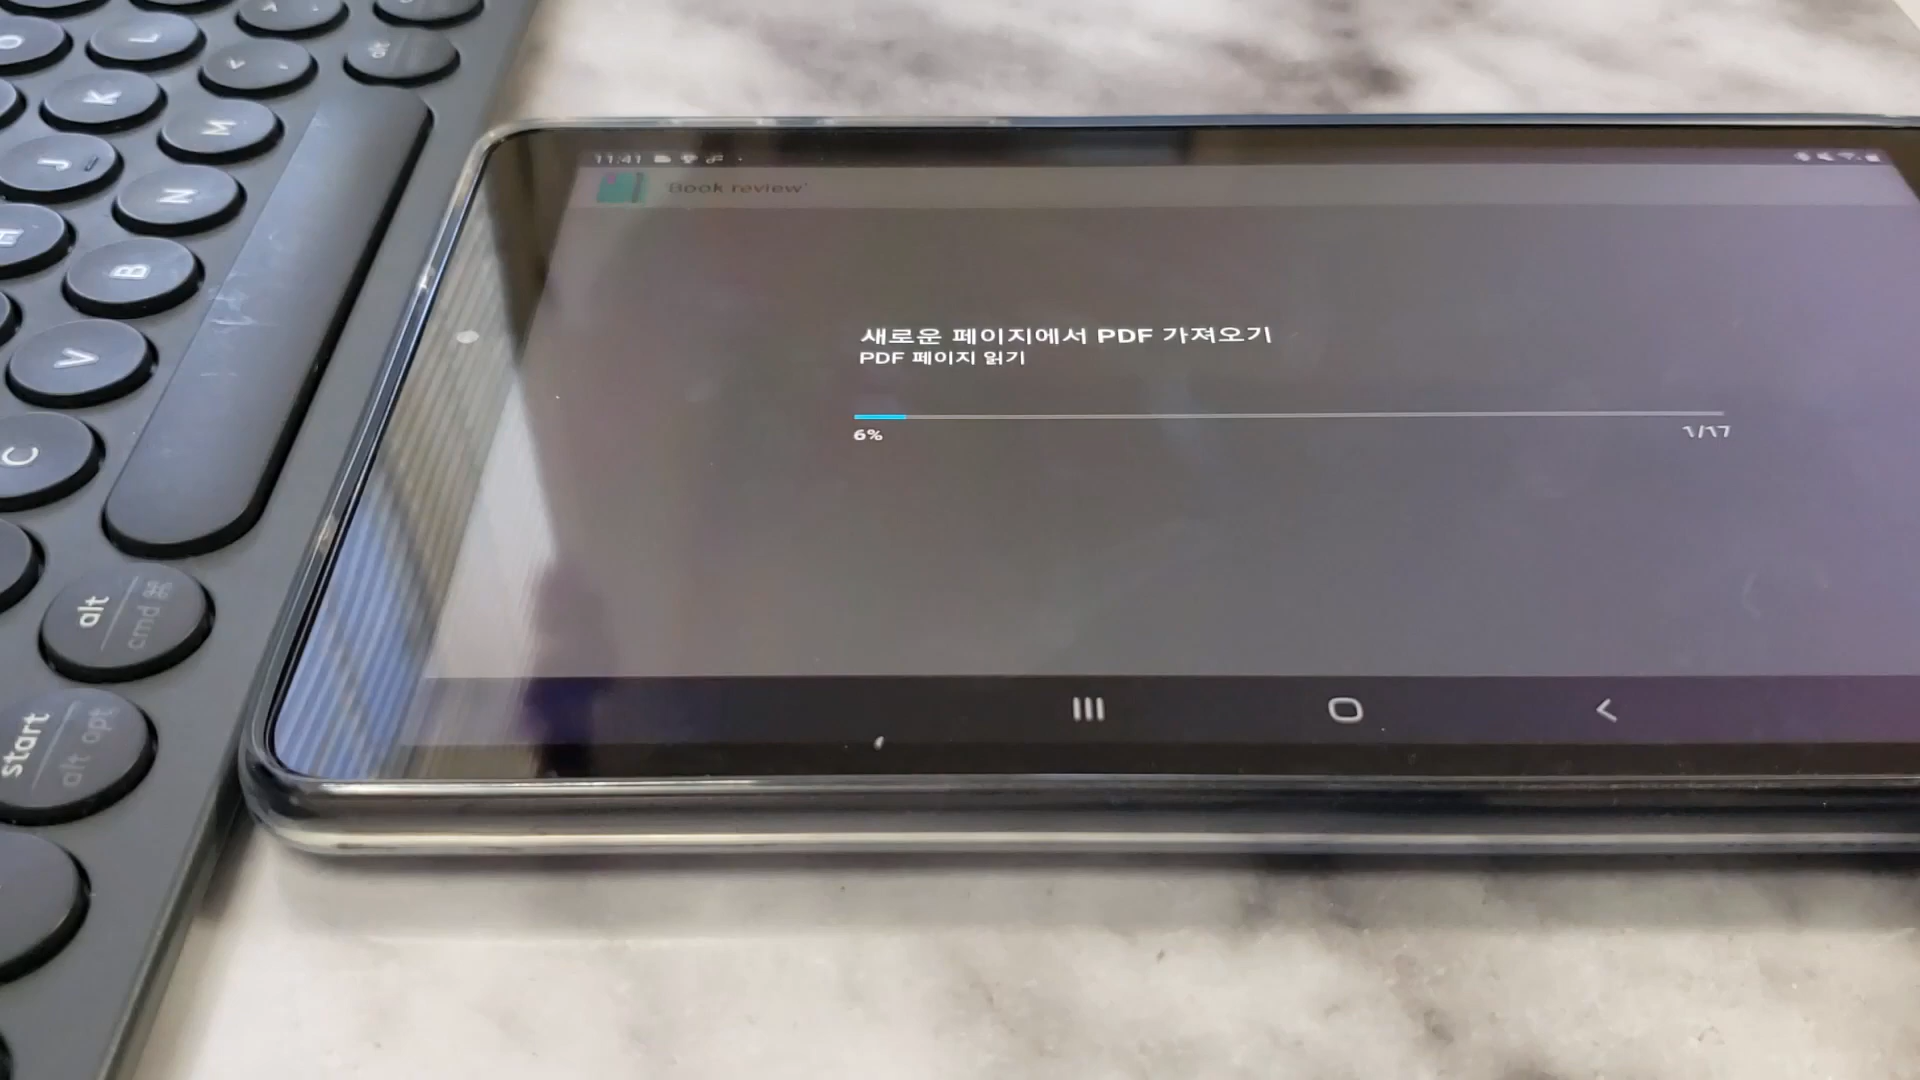 11:41
'Book review'
새로운 페이지에서 PDF 가져오기
PDF 페이지 읽기
6%
1/17
L
alt
K
M
J
N
H
B
V
C
alt
cmd ⌘
start
alt opt